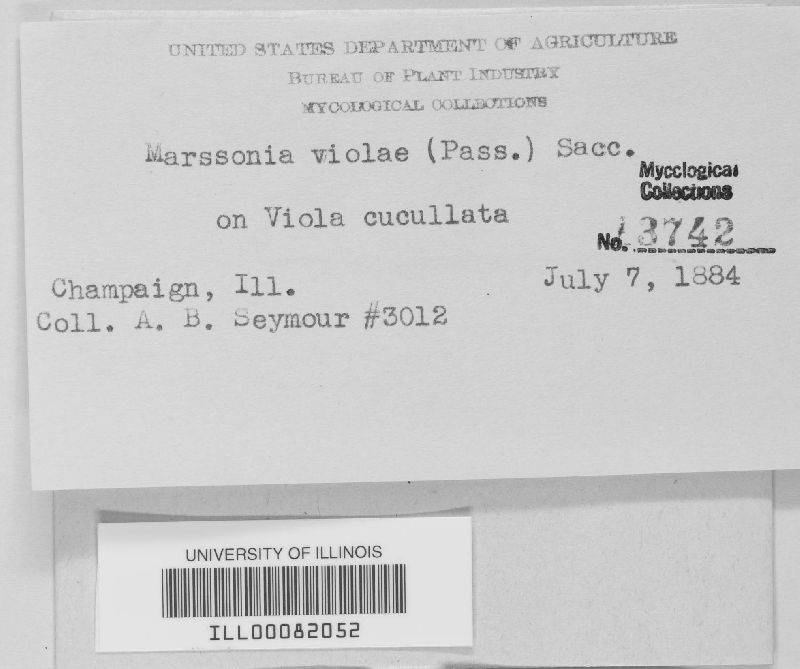 UNITED STATES DEPARTMENT OF AGRICULTURE
BUREAU OF PLANT INDUSTRY
MYCOLOGICAL COLLECTIONS
Marssonia violae (Pass.) Sacc.
Mycological
Collections
on Viola cucullata
No. 13742
Champaign, Ill. July 7, 1884
Coll. A. B. Seymour #3012
UNIVERSITY OF ILLINOIS
ILL00082052